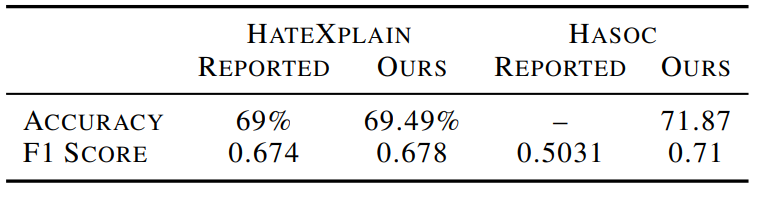 HATEXPLAIN HASOC
REPORTED OURS REPORTED OURS
ACCURACY 69% 69.49% – 71.87
F1 SCORE 0.674 0.678 0.5031 0.71